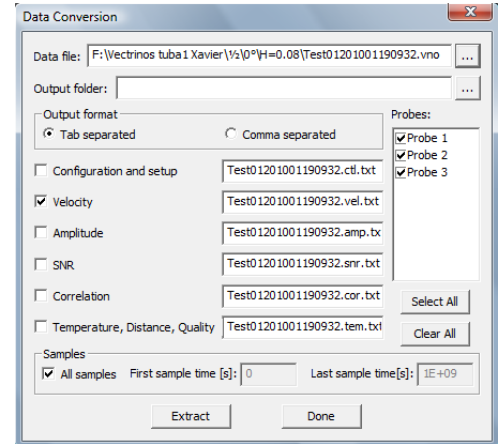 Data Conversion
Data file: F:\Vectrinos tuba1 Xavier\½\0°\H=0.08\Test01201001190932.vno ...
Output folder: ...
Output format
Tab separated Comma separated
Probes:
Probe 1
Probe 2
Probe 3
Configuration and setup Test01201001190932.ctl.txt
Velocity Test01201001190932.vel.txt
Amplitude Test01201001190932.amp.tx
SNR Test01201001190932.snr.txt
Correlation Test01201001190932.cor.txt
Temperature, Distance, Quality Test01201001190932.tem.txt
Select All
Clear All
Samples
All samples First sample time [s]: 0 Last sample time[s]: 1E+09
Extract Done